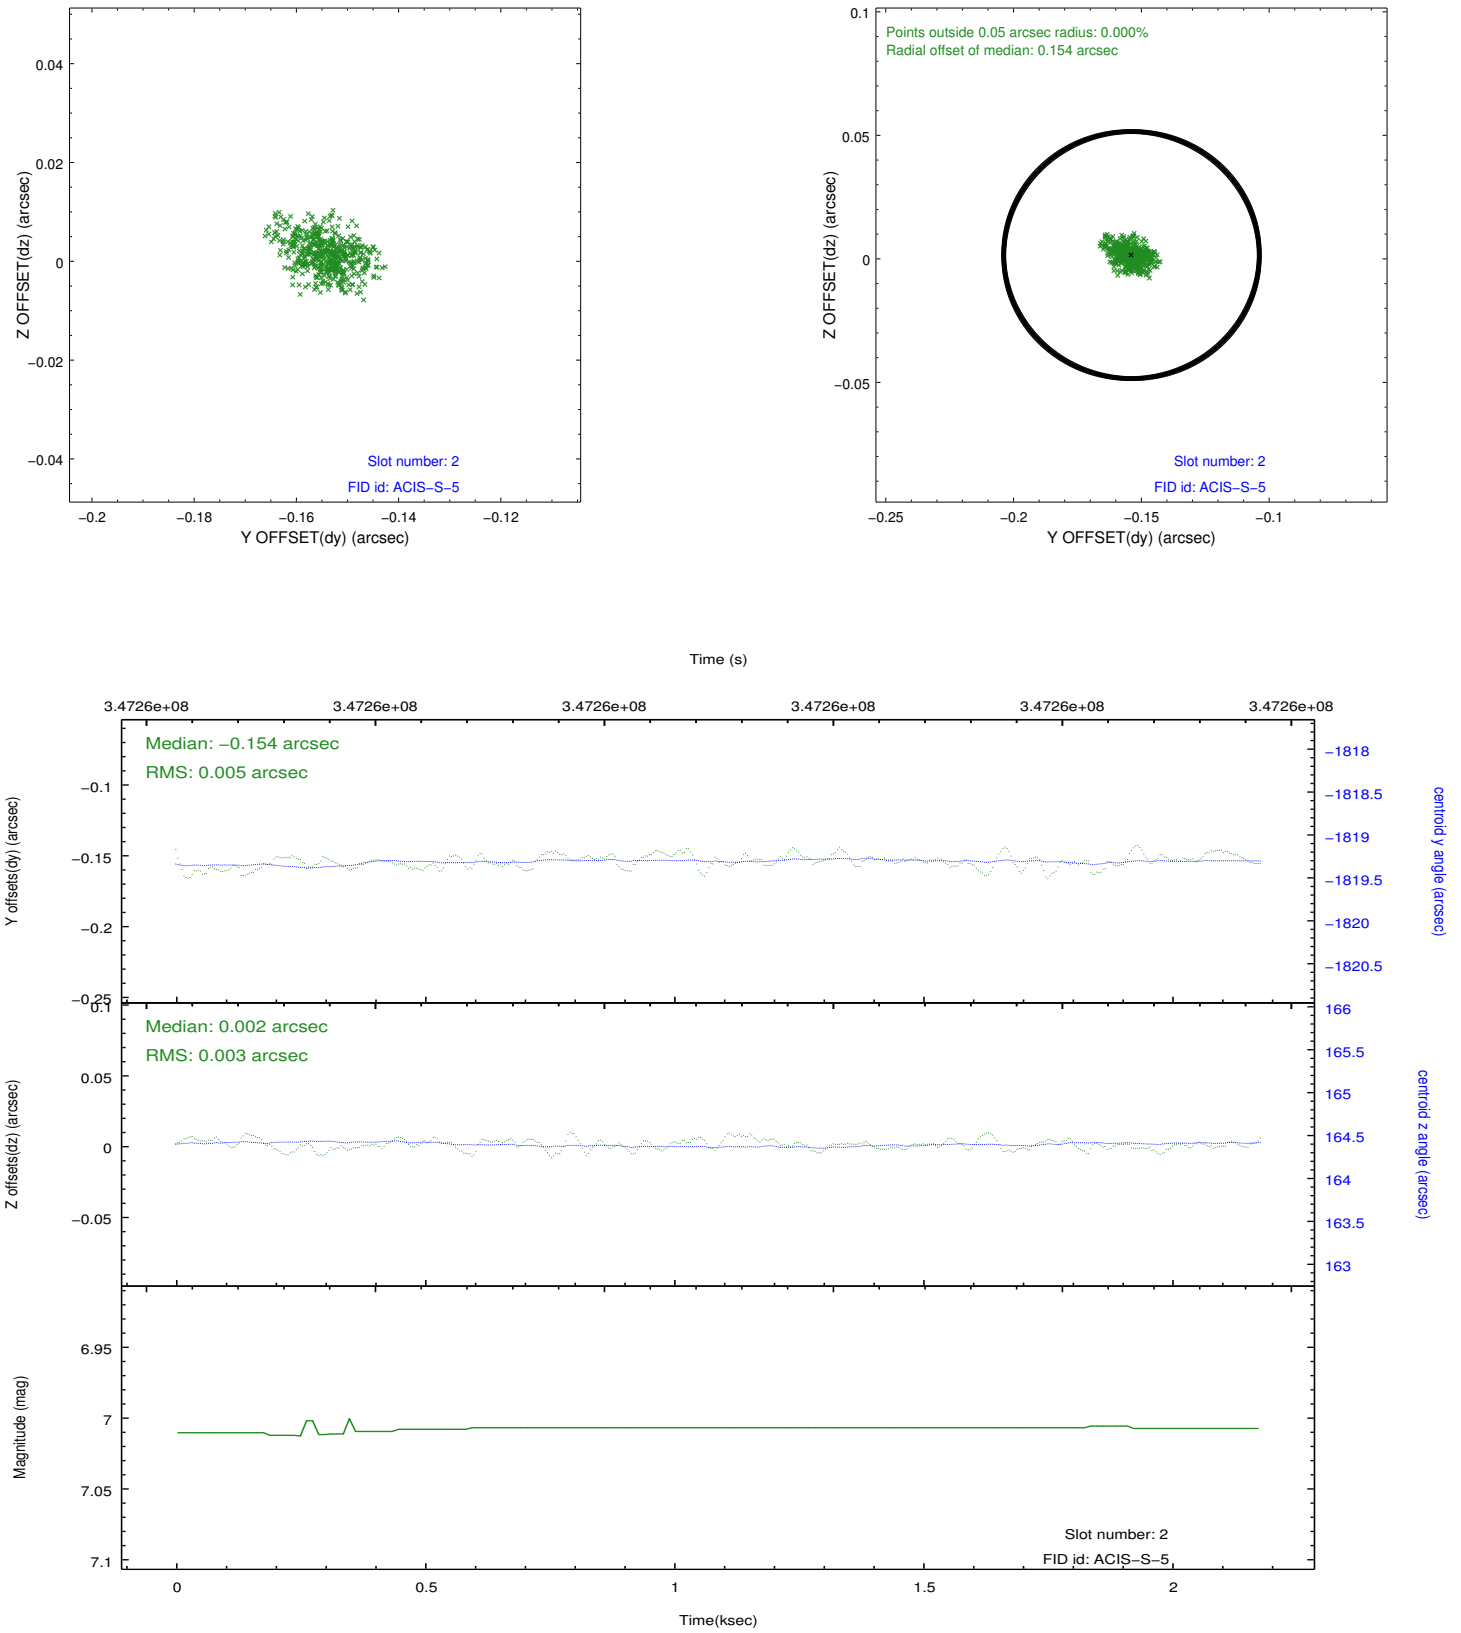 0.04
0.02
0
−0.02
−0.04
Z OFFSET(dz) (arcsec)
Slot number: 2
FID id: ACIS−S−5
−0.2
−0.18
−0.16
−0.14
−0.12
Y OFFSET(dy) (arcsec)
0.1
0.05
0
−0.05
Z OFFSET(dz) (arcsec)
Points outside 0.05 arcsec radius: 0.000%
Radial offset of median: 0.154 arcsec
Slot number: 2
FID id: ACIS−S−5
−0.25
−0.2
−0.15
−0.1
Y OFFSET(dy) (arcsec)
Time (s)
3.4726e+08
3.4726e+08
3.4726e+08
3.4726e+08
3.4726e+08
3.4726e+08
Median: −0.154 arcsec
RMS: 0.005 arcsec
−0.1
−0.15
−0.2
−0.25
Y offsets(dy) (arcsec)
−1818
−1818.5
−1819
−1819.5
−1820
−1820.5
centroid y angle (arcsec)
Median: 0.002 arcsec
RMS: 0.003 arcsec
0.1
0.05
0
−0.05
Z offsets(dz) (arcsec)
166
165.5
165
164.5
164
163.5
163
centroid z angle (arcsec)
6.95
7
7.05
7.1
Magnitude (mag)
Slot number: 2
FID id: ACIS−S−5
0
0.5
1
1.5
2
Time(ksec)